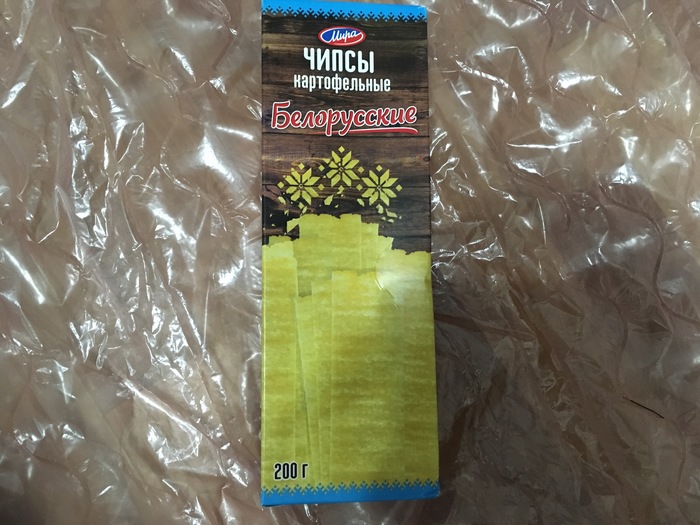 Мира
ЧИПСЫ
картофельные
Белорусские
200 г